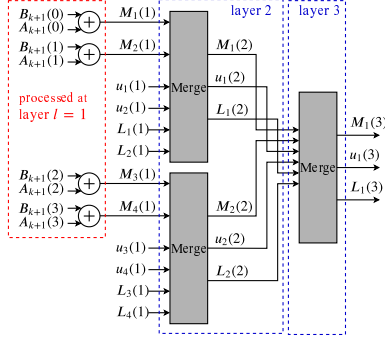 layer 2 layer 3
B_{k+1}(0)
A_{k+1}(0)
+
M_1(1)
B_{k+1}(1)
A_{k+1}(1)
+
M_2(1)
M_1(2)
u_1(1)
Merge
u_1(2)
processed at
layer l = 1
u_2(1)
L_1(2)
L_1(1)
L_2(1)
M_1(3)
Merge
u_1(3)
L_1(3)
B_{k+1}(2)
A_{k+1}(2)
+
M_3(1)
B_{k+1}(3)
A_{k+1}(3)
+
M_4(1)
M_2(2)
u_3(1)
Merge
u_2(2)
u_4(1)
L_2(2)
L_3(1)
L_4(1)